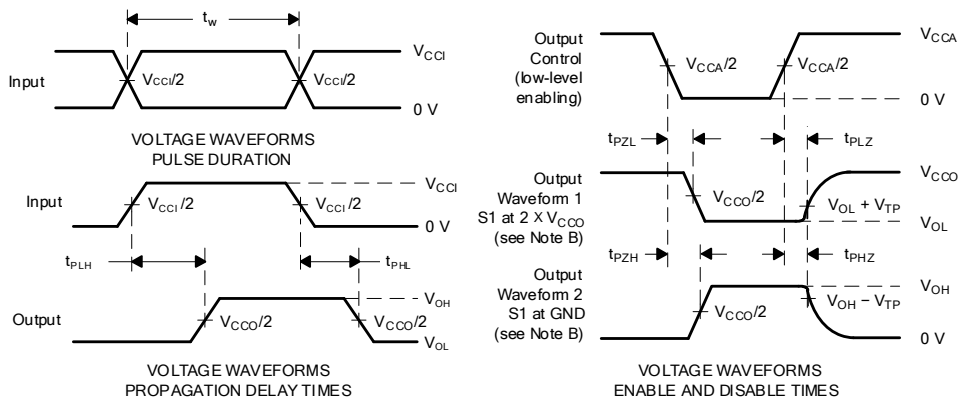 t_w
V_CCI
Input
V_CCI/2
V_CCI/2
0 V
VOLTAGE WAVEFORMS
PULSE DURATION
V_CCI
Input
V_CCI/2
V_CCI/2
0 V
t_PLH
t_PHL
V_OH
Output
V_CCO/2
V_CCO/2
V_OL
VOLTAGE WAVEFORMS
PROPAGATION DELAY TIMES
Output
Control
(low-level
enabling)
V_CCA
V_CCA/2
V_CCA/2
0 V
t_PZL
t_PLZ
Output
Waveform 1
S1 at 2 X V_CCO
(see Note B)
V_CCO
V_CCO/2
V_OL + V_TP
V_OL
t_PZH
t_PHZ
Output
Waveform 2
S1 at GND
(see Note B)
V_OH
V_OH − V_TP
V_CCO/2
0 V
VOLTAGE WAVEFORMS
ENABLE AND DISABLE TIMES